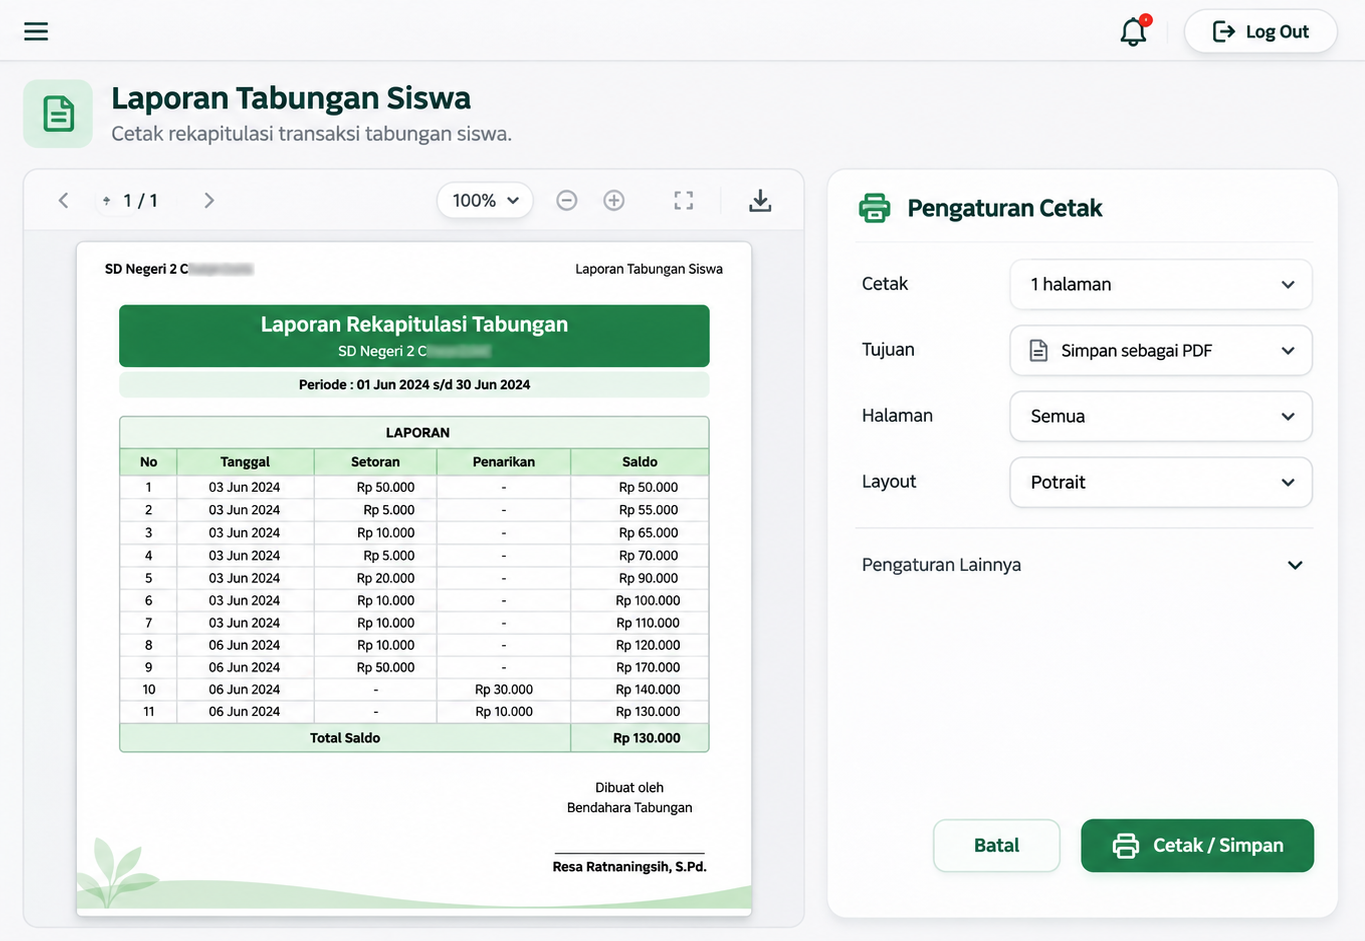 Log Out
Laporan Tabungan Siswa
Cetak rekapitulasi transaksi tabungan siswa.
1 / 1
100%
SD Negeri 2 C
Laporan Tabungan Siswa
Laporan Rekapitulasi Tabungan
SD Negeri 2 C
Periode : 01 Jun 2024 s/d 30 Jun 2024
LAPORAN
No Tanggal Setoran Penarikan Saldo
1 03 Jun 2024 Rp 50.000 - Rp 50.000
2 03 Jun 2024 Rp 5.000 - Rp 55.000
3 03 Jun 2024 Rp 10.000 - Rp 65.000
4 03 Jun 2024 Rp 5.000 - Rp 70.000
5 03 Jun 2024 Rp 20.000 - Rp 90.000
6 03 Jun 2024 Rp 10.000 - Rp 100.000
7 03 Jun 2024 Rp 10.000 - Rp 110.000
8 06 Jun 2024 Rp 10.000 - Rp 120.000
9 06 Jun 2024 Rp 50.000 - Rp 170.000
10 06 Jun 2024 - Rp 30.000 Rp 140.000
11 06 Jun 2024 - Rp 10.000 Rp 130.000
Total Saldo Rp 130.000
Dibuat oleh
Bendahara Tabungan
Resa Ratnaningsih, S.Pd.
Pengaturan Cetak
Cetak 1 halaman
Tujuan Simpan sebagai PDF
Halaman Semua
Layout Potrait
Pengaturan Lainnya
Batal
Cetak / Simpan